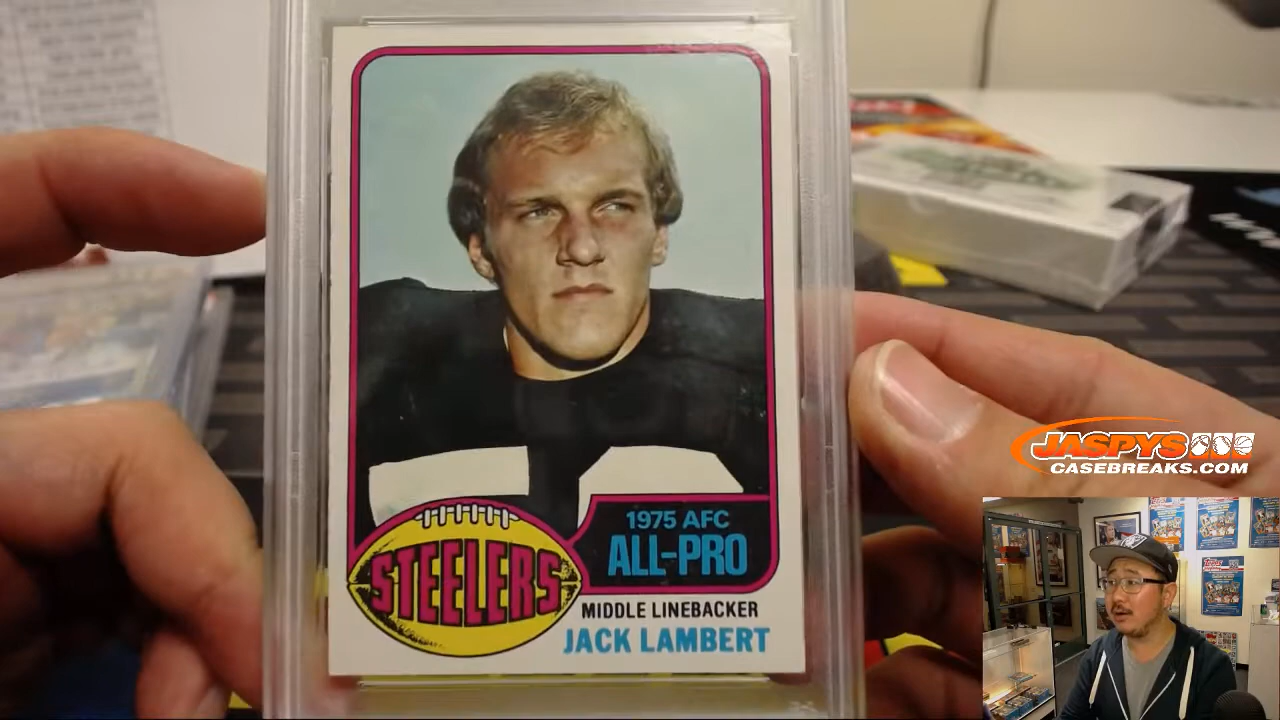 STEELERS
1975 AFC
ALL-PRO
MIDDLE LINEBACKER
JACK LAMBERT
JASPYS
CASEBREAKS.COM